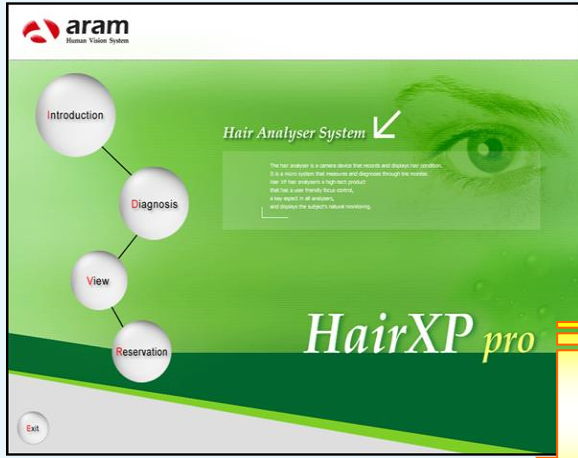 aram
Human Vision System
Introduction
Hair Analyser System
The hair analyser is a camera device that records and displays hair condition.
It is a micro system that measures and diagnoses through the monitor.
Hair XP hair analyzeris a high-tect product
that has a user friendly focus control,
a key aspect in all analyzers,
and displays the subject's natural monitoring.
Diagnosis
View
HairXP pro
Reservation
Exit